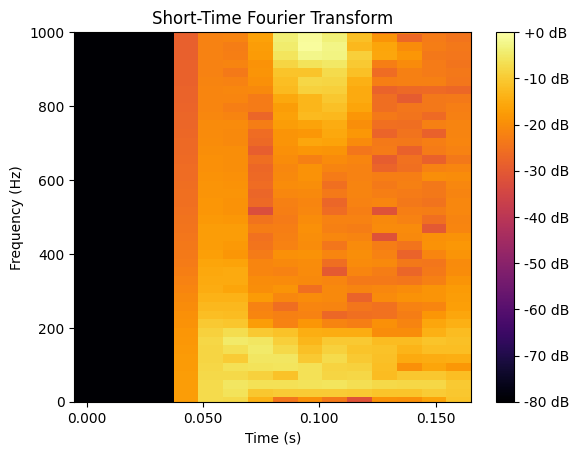 Short-Time Fourier Transform
1000
800
600
400
200
0
Frequency (Hz)
0.000
0.050
0.100
0.150
Time (s)
+0 dB
-10 dB
-20 dB
-30 dB
-40 dB
-50 dB
-60 dB
-70 dB
-80 dB